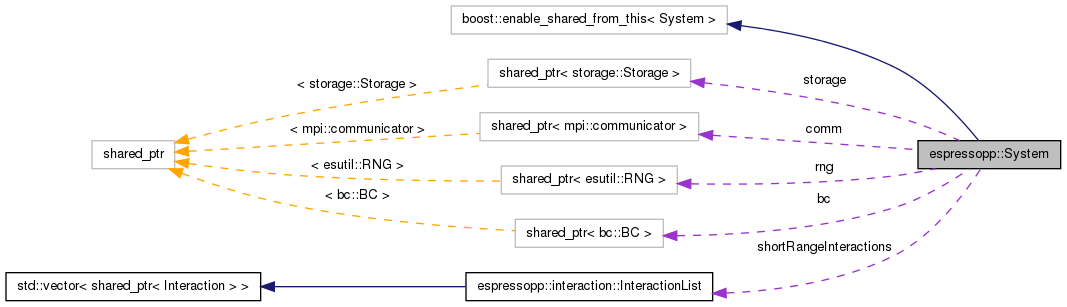 boost::enable_shared_from_this< System >
shared_ptr< storage::Storage >
storage
< storage::Storage >
shared_ptr< mpi::communicator >
comm
< mpi::communicator >
shared_ptr
espressopp::System
< esutil::RNG >
shared_ptr< esutil::RNG >
rng
< bc::BC >
bc
shared_ptr< bc::BC >
shortRangeInteractions
std::vector< shared_ptr< Interaction > >
espressopp::interaction::InteractionList